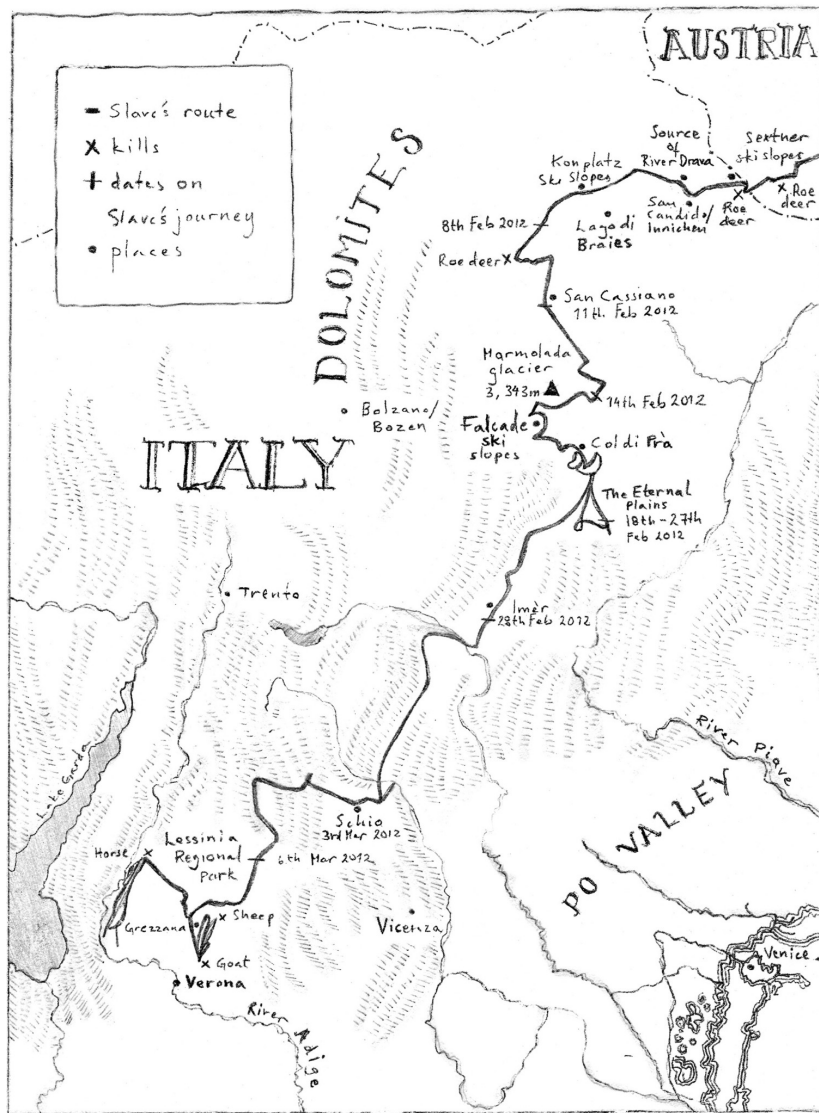 AUSTRIA
Slavc's route
kills
dates on
Slavc's journey
places
DOLOMITES
Konplatz
Ski Slopes
Source
of
River Drava
Sextner
ski slopes
Roe
deer
Roe
deer
San
Candido/
Innichen
Lago di
Braies
8th Feb 2012
Roe deer
San Cassiano
11th Feb 2012
Marmolada
glacier
3,343m
14th Feb 2012
Bolzano/
Bozen
Falcade
ski
slopes
Col di Prà
ITALY
The Eternal
Plains
18th - 27th
Feb 2012
Trento
Imèr
28th Feb 2012
River Piave
Lake Garda
PO VALLEY
Schio
3rd Mar 2012
Lessinia
Regional
Park
6th Mar 2012
Horse
Sheep
Grezzana
Vicenza
Goat
Verona
Venice
River Adige